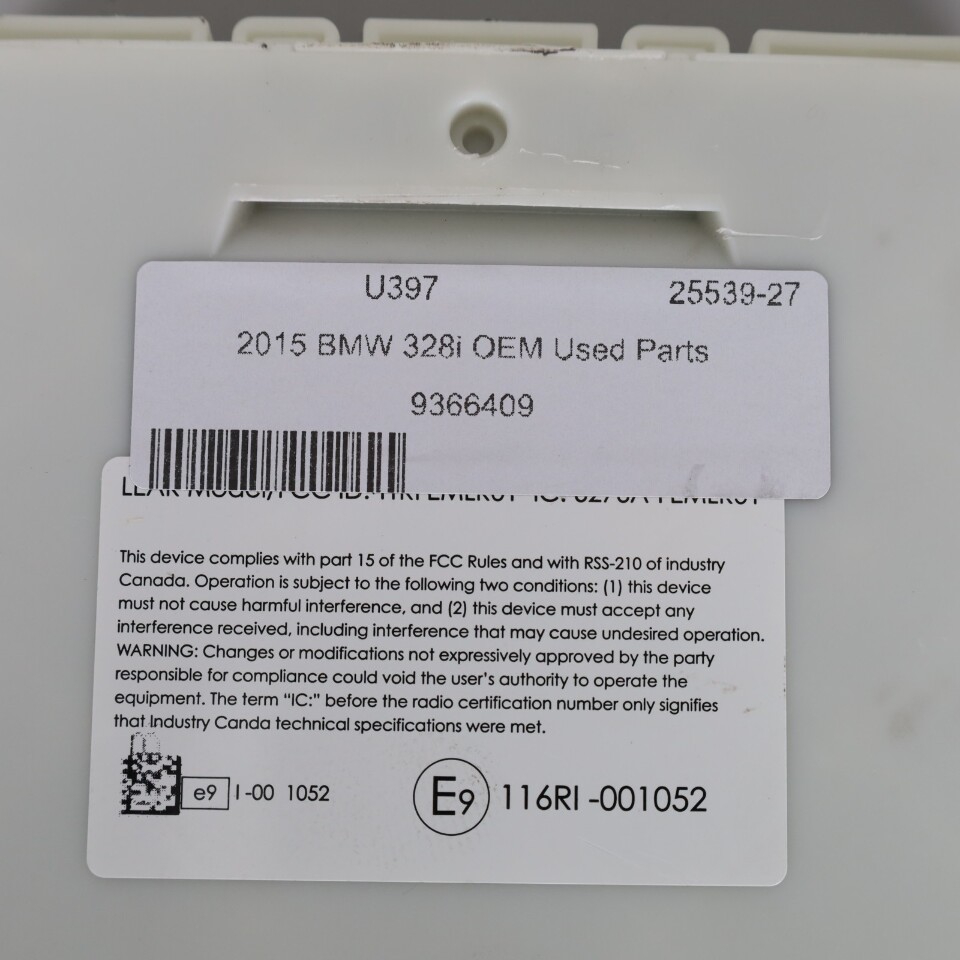 U397 25539-27
2015 BMW 328i OEM Used Parts
9366409
This device complies with part 15 of the FCC Rules and with RSS-210 of industry
Canada. Operation is subject to the following two conditions: (1) this device
must not cause harmful interference, and (2) this device must accept any
interference received, including interference that may cause undesired operation.
WARNING: Changes or modifications not expressively approved by the party
responsible for compliance could void the user's authority to operate the
equipment. The term "IC:" before the radio certification number only signifies
that Industry Canda technical specifications were met.
e9 I-00 1052 E9 116RI-001052